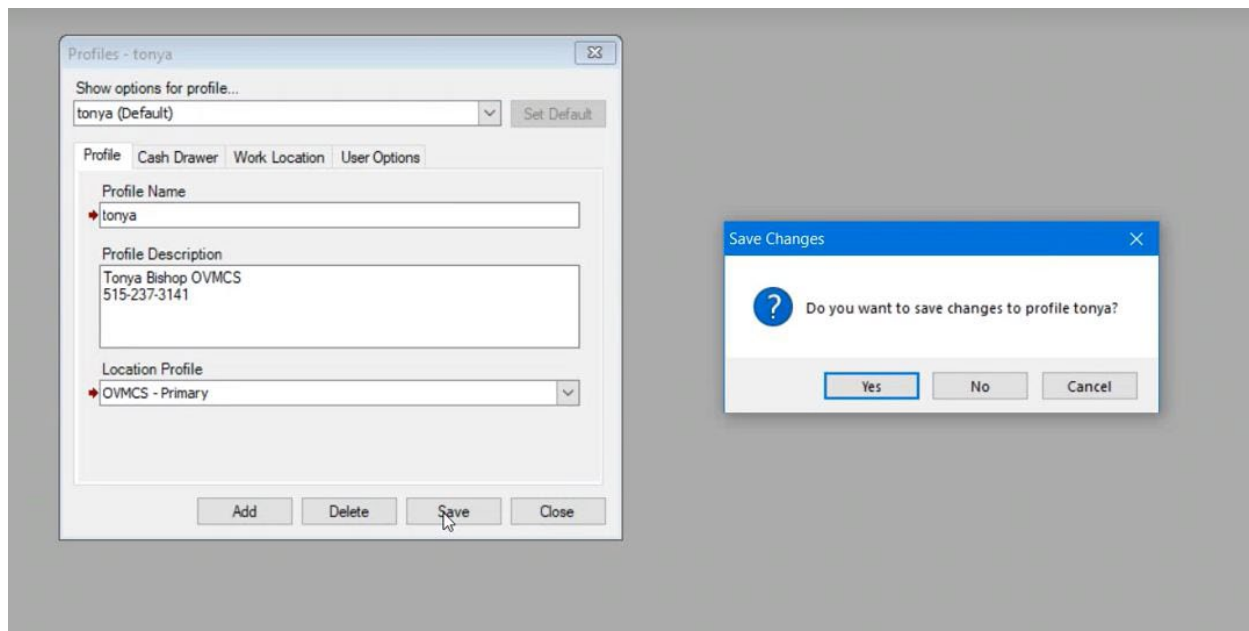 Profiles - tonya
Show options for profile...
tonya (Default)
Set Default
Profile
Cash Drawer
Work Location
User Options
Profile Name
tonya
Profile Description
Tonya Bishop OVMCS
515-237-3141
Location Profile
OVMCS - Primary
Add
Delete
Save
Close
Save Changes
Do you want to save changes to profile tonya?
Yes
No
Cancel